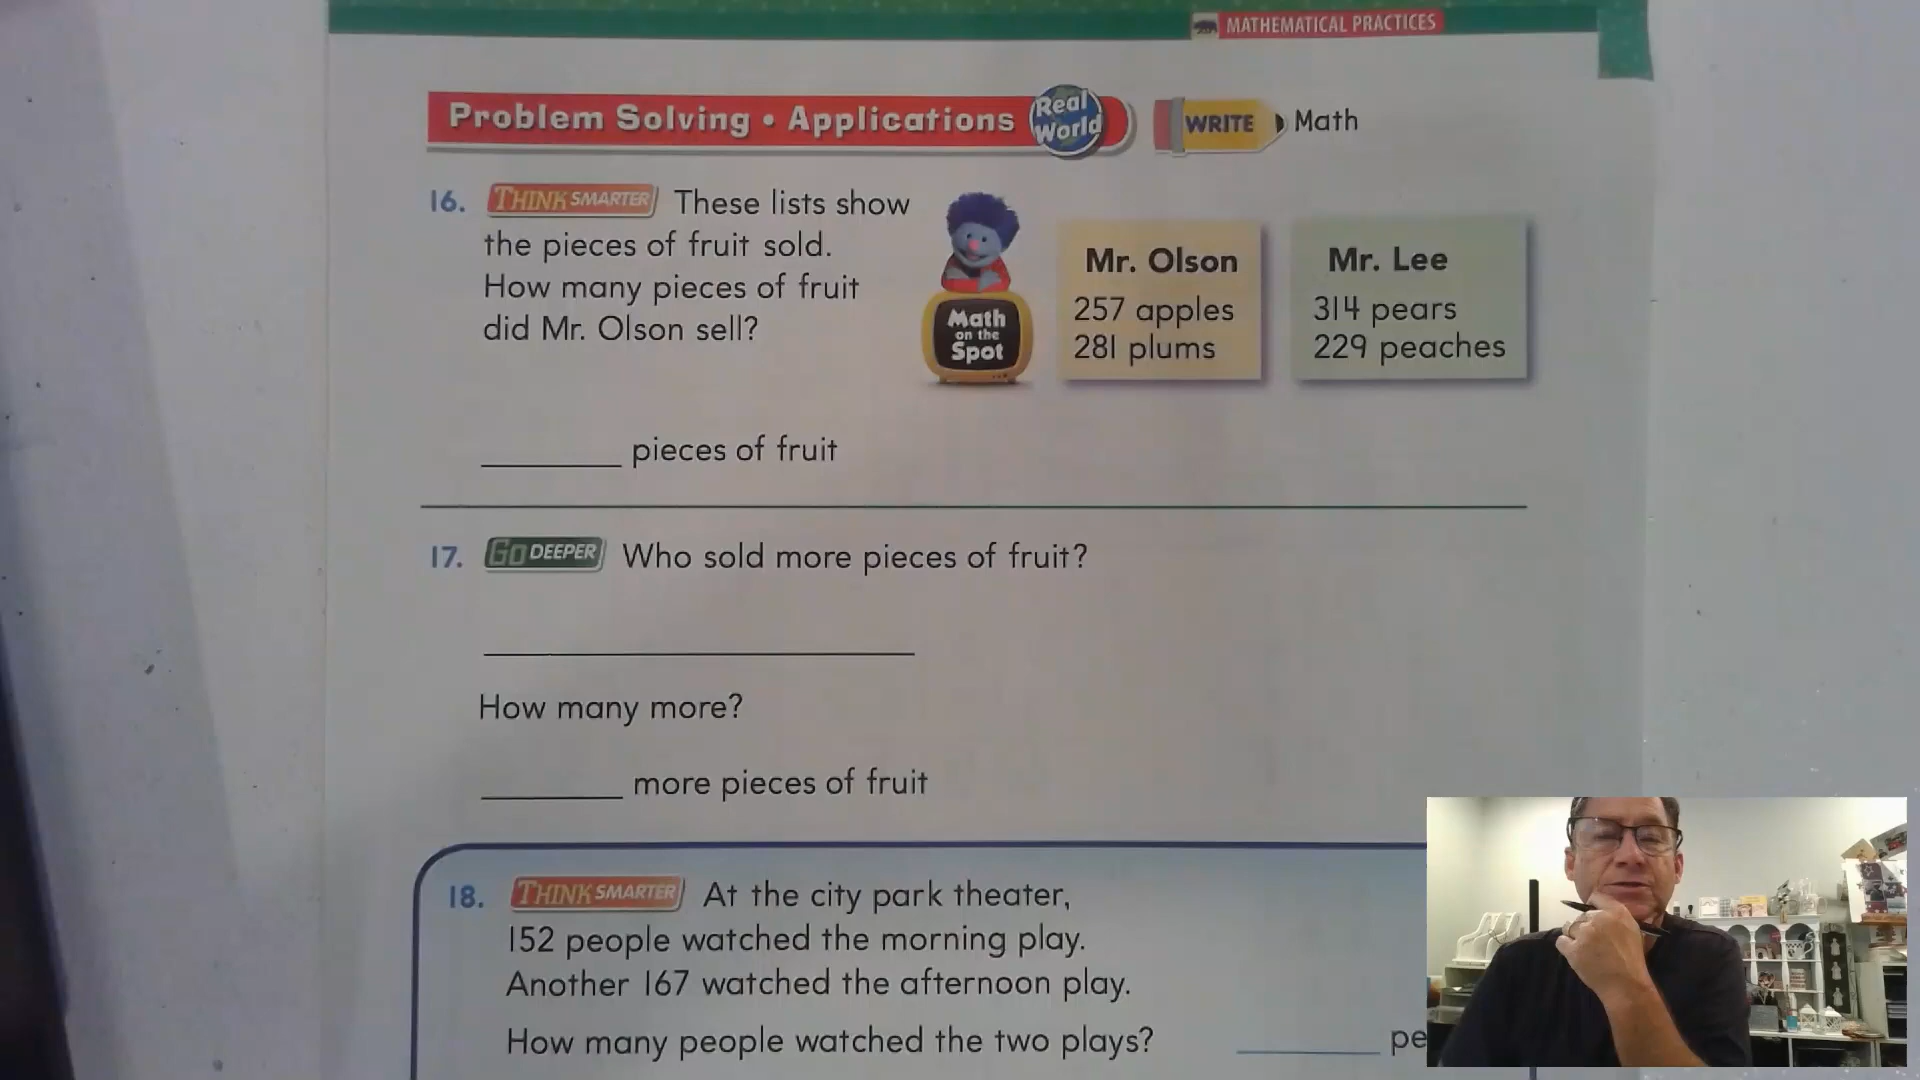 MATHEMATICAL PRACTICES
Problem Solving • Applications Real World WRITE Math
16. THINK SMARTER These lists show
the pieces of fruit sold.
How many pieces of fruit
did Mr. Olson sell?
Math
on the
Spot
Mr. Olson
257 apples
281 plums
Mr. Lee
314 pears
229 peaches
pieces of fruit
17. GO DEEPER Who sold more pieces of fruit?
How many more?
more pieces of fruit
18. THINK SMARTER At the city park theater,
152 people watched the morning play.
Another 167 watched the afternoon play.
How many people watched the two plays? pe